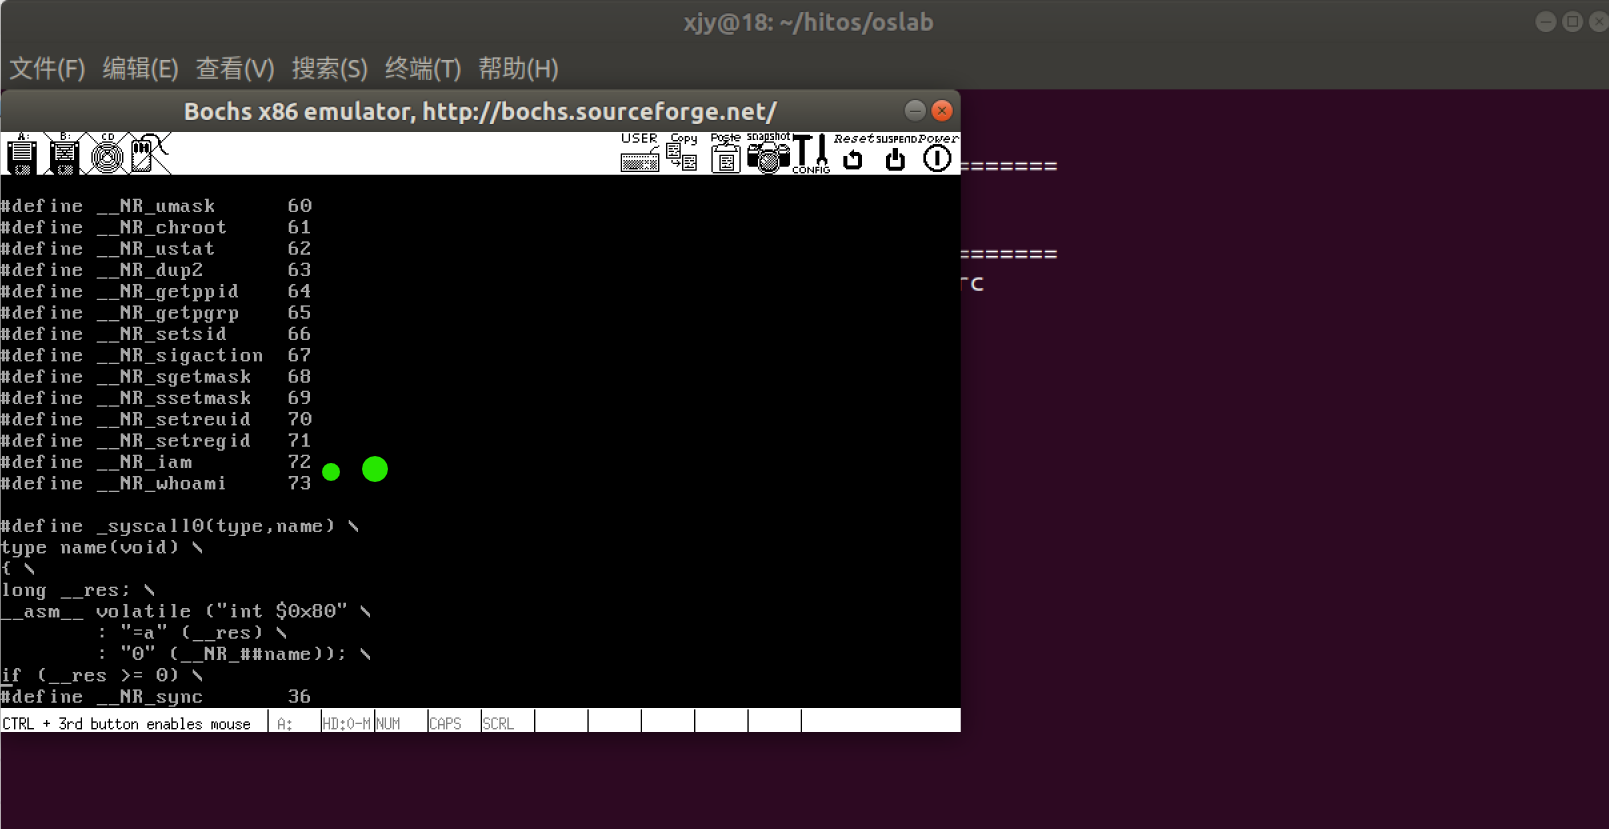 xjy@18: ~/hitos/oslab
文件(F) 编辑(E) 查看(V) 搜索(S) 终端(T) 帮助(H)
Bochs x86 emulator, http://bochs.sourceforge.net/
A: B: CD USER Copy Paste snapshot CONFIG Reset SUSPEND Power
=======
#define __NR_umask 60
#define __NR_chroot 61
#define __NR_ustat 62
=======
#define __NR_dup2 63
rc
#define __NR_getppid 64
#define __NR_getpgrp 65
#define __NR_setsid 66
#define __NR_sigaction 67
#define __NR_sgetmask 68
#define __NR_ssetmask 69
#define __NR_setreuid 70
#define __NR_setregid 71
#define __NR_iam 72
#define __NR_whoami 73
#define _syscall0(type,name) \
type name(void) \
{ \
long __res; \
__asm__ volatile ("int $0x80" \
: "=a" (__res) \
: "0" (__NR_##name)); \
if (__res >= 0) \
#define __NR_sync 36
CTRL + 3rd button enables mouse A: HD:0-M NUM CAPS SCRL